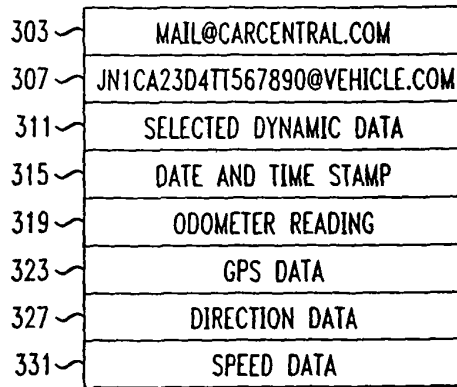 303 MAIL@CARCENTRAL.COM
307 JN1CA23D4TT567890@VEHICLE.COM
311 SELECTED DYNAMIC DATA
315 DATE AND TIME STAMP
319 ODOMETER READING
323 GPS DATA
327 DIRECTION DATA
331 SPEED DATA